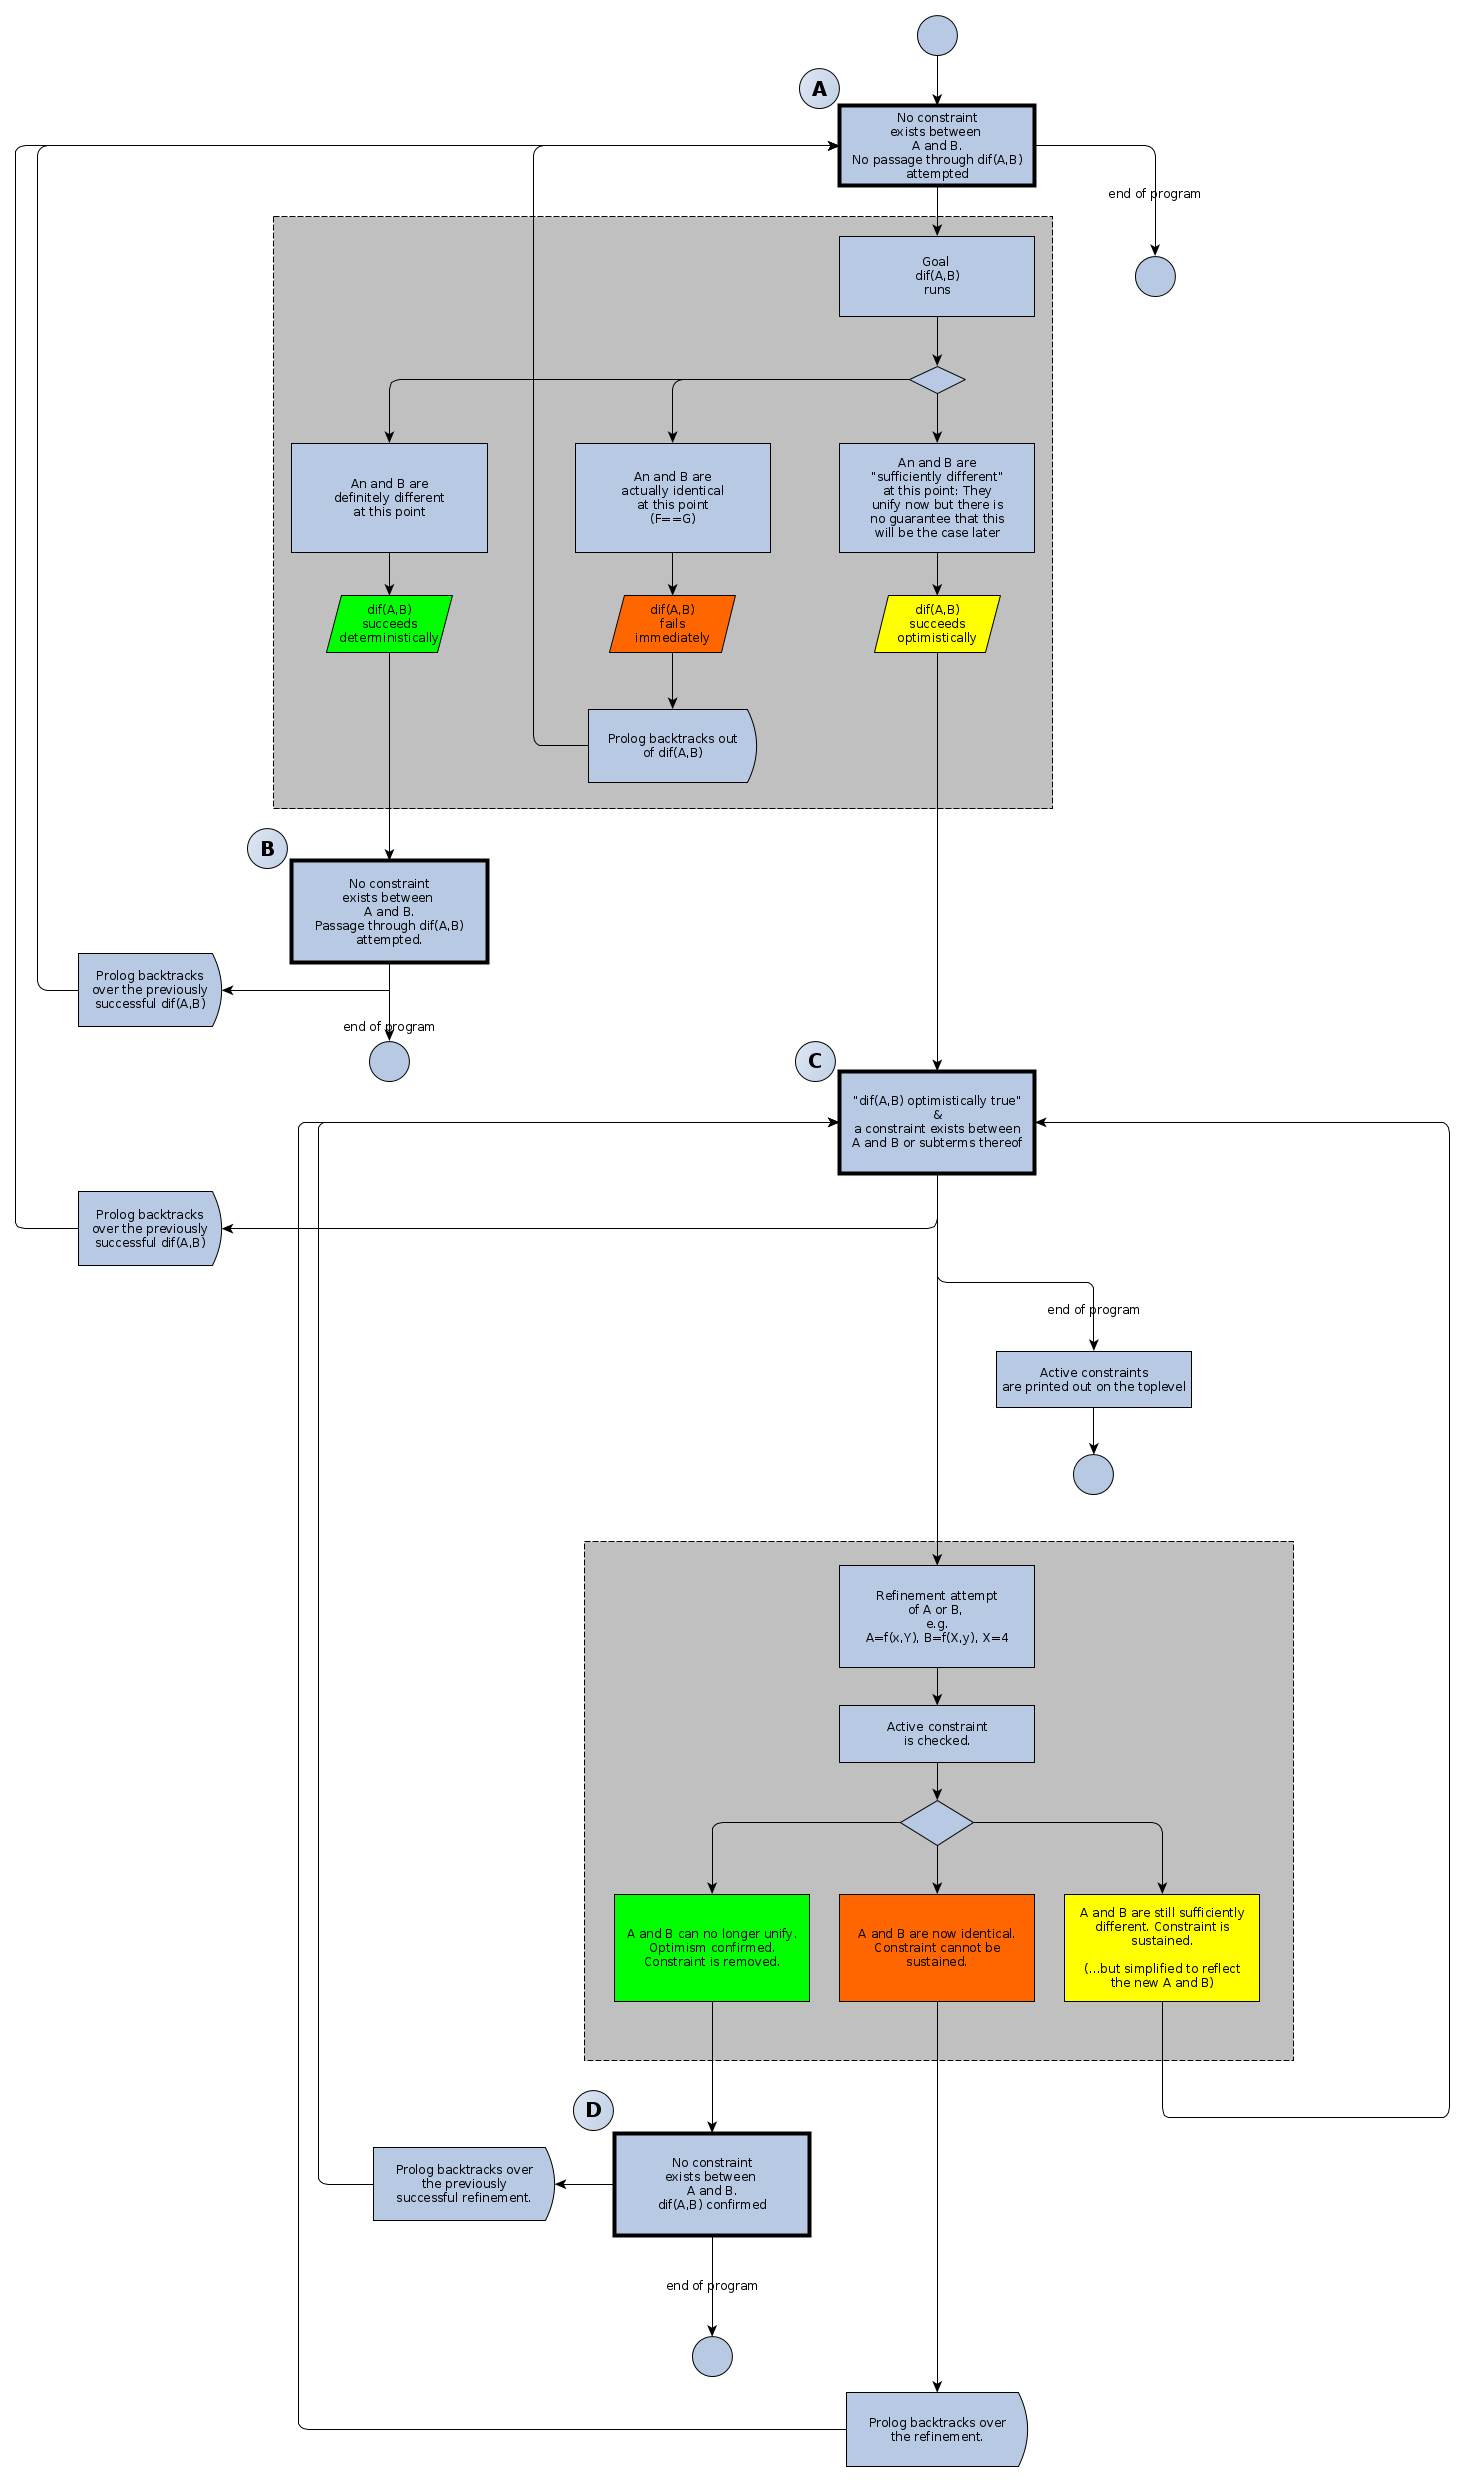 A
No constraint
exists between
A and B.
No passage through dif(A,B)
attempted
end of program
Goal
dif(A,B)
runs
An and B are
definitely different
at this point
An and B are
actually identical
at this point
(F==G)
An and B are
"sufficiently different"
at this point: They
unify now but there is
no guarantee that this
will be the case later
dif(A,B)
succeeds
deterministically
dif(A,B)
fails
immediately
dif(A,B)
succeeds
optimistically
Prolog backtracks out
of dif(A,B)
B
No constraint
exists between
A and B.
Passage through dif(A,B)
attempted.
Prolog backtracks
over the previously
successful dif(A,B)
end of program
C
"dif(A,B) optimistically true"
&
a constraint exists between
A and B or subterms thereof
Prolog backtracks
over the previously
successful dif(A,B)
end of program
Active constraints
are printed out on the toplevel
Refinement attempt
of A or B,
e.g.
A=f(x,Y), B=f(X,y), X=4
Active constraint
is checked.
A and B can no longer unify.
Optimism confirmed.
Constraint is removed.
A and B are now identical.
Constraint cannot be
sustained.
A and B are still sufficiently
different. Constraint is
sustained.
(...but simplified to reflect
the new A and B)
D
No constraint
exists between
A and B.
dif(A,B) confirmed
Prolog backtracks over
the previously
successful refinement.
end of program
Prolog backtracks over
the refinement.